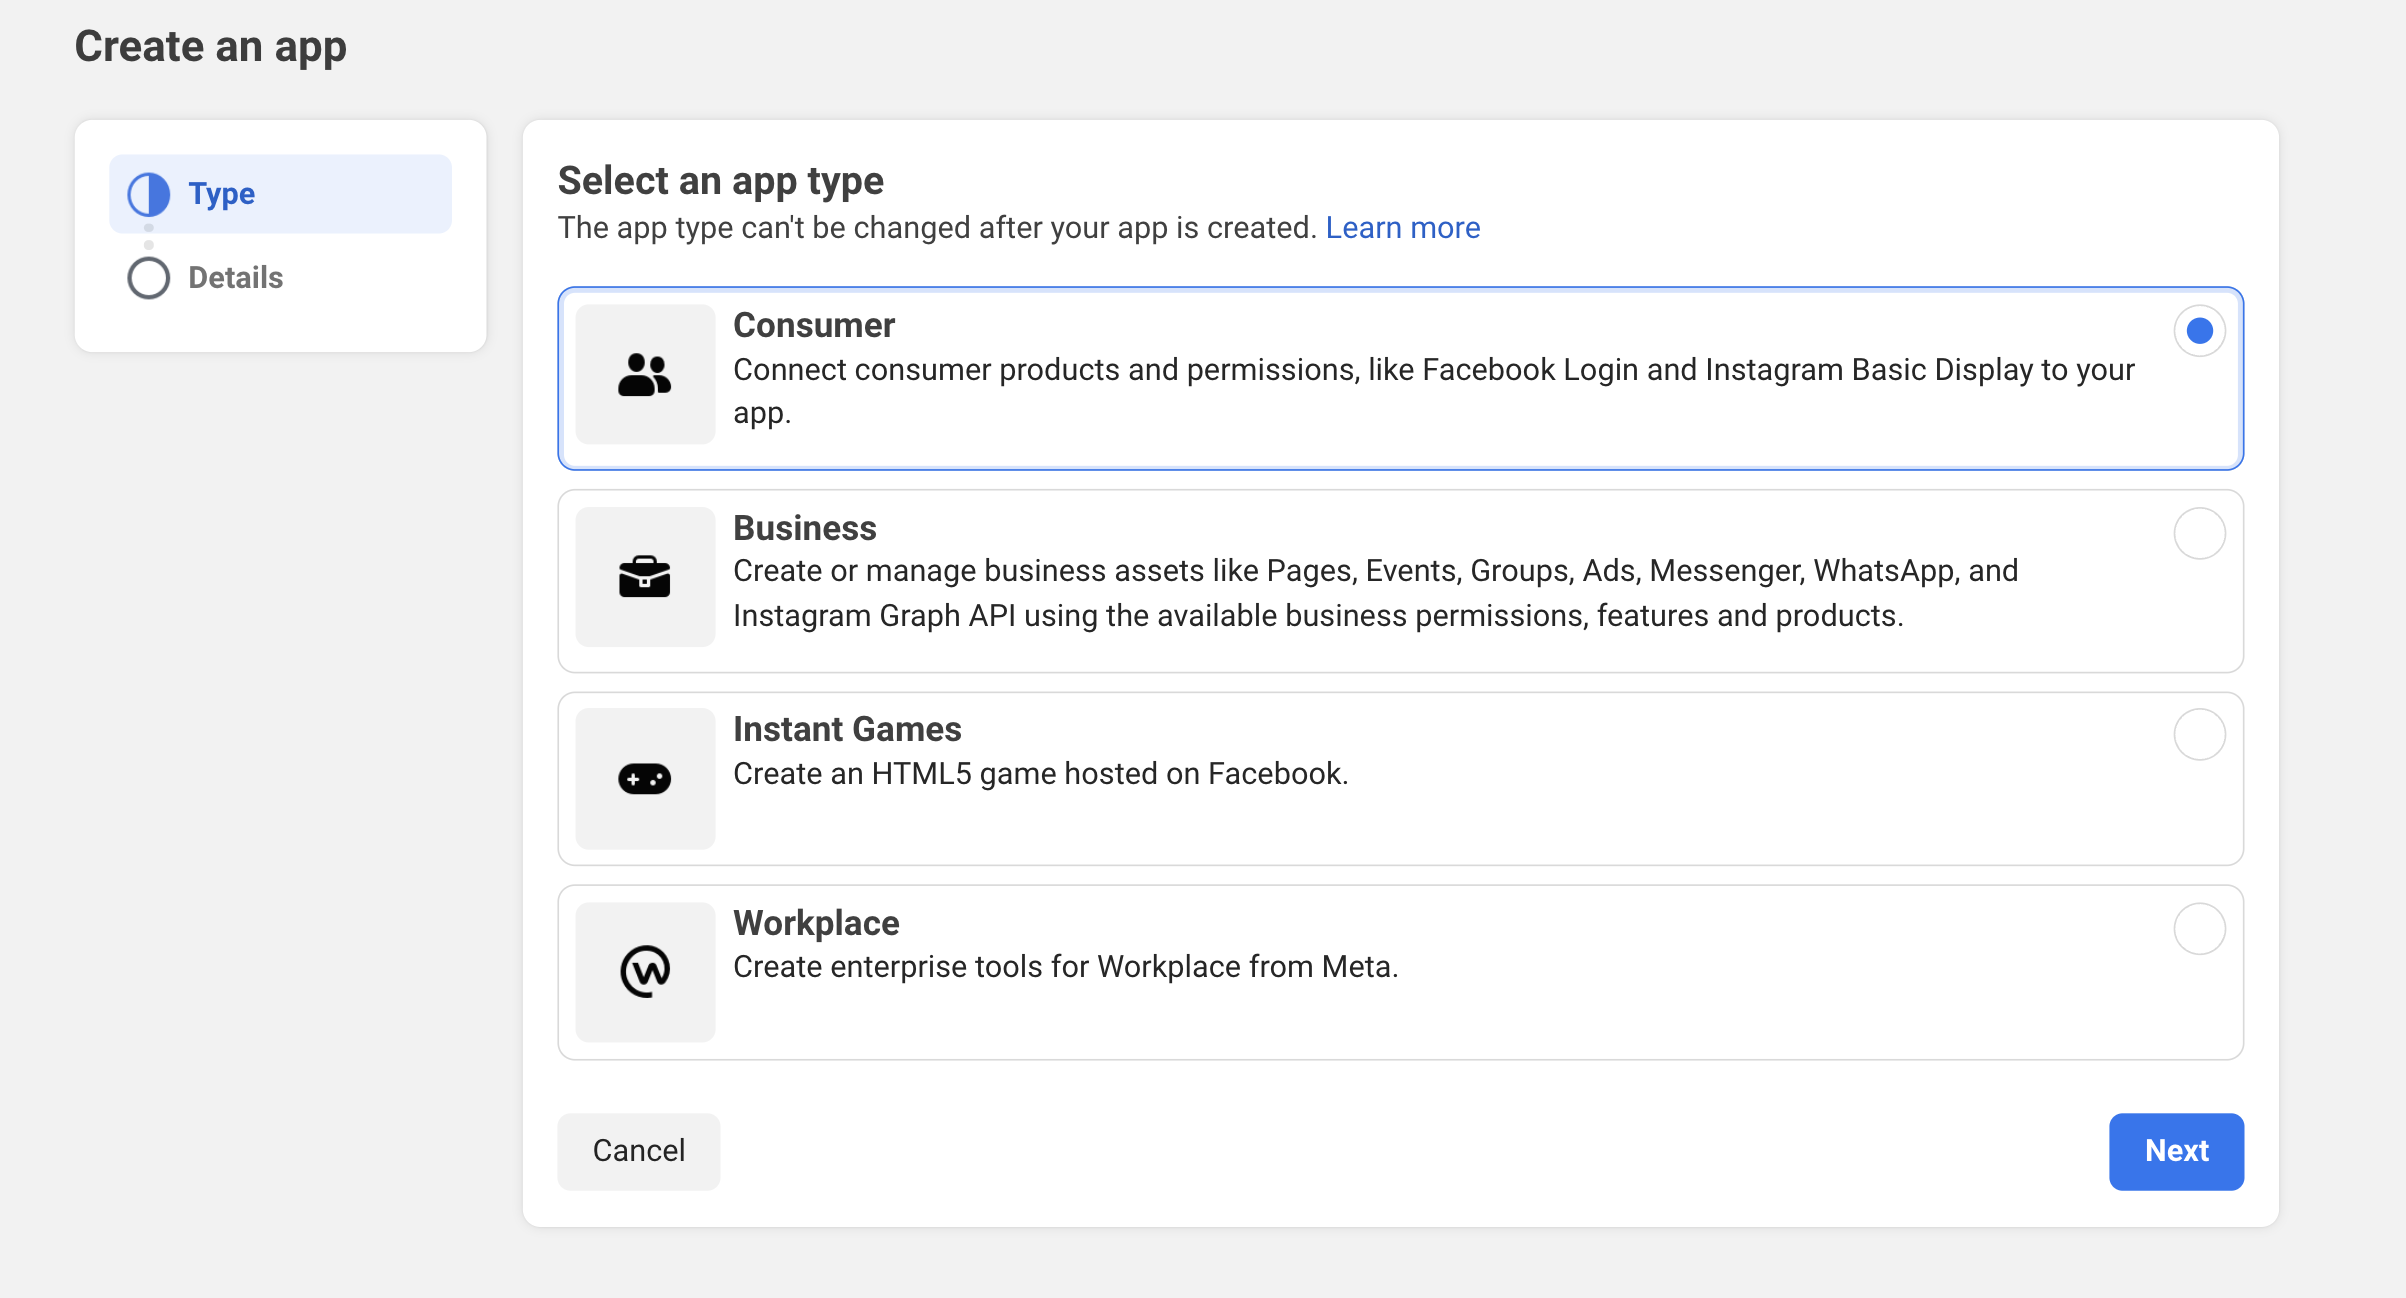 Create an app
Type
Details
Select an app type
The app type can't be changed after your app is created. Learn more
Consumer
Connect consumer products and permissions, like Facebook Login and Instagram Basic Display to your
app.
Business
Create or manage business assets like Pages, Events, Groups, Ads, Messenger, WhatsApp, and
Instagram Graph API using the available business permissions, features and products.
Instant Games
Create an HTML5 game hosted on Facebook.
Workplace
Create enterprise tools for Workplace from Meta.
Cancel
Next